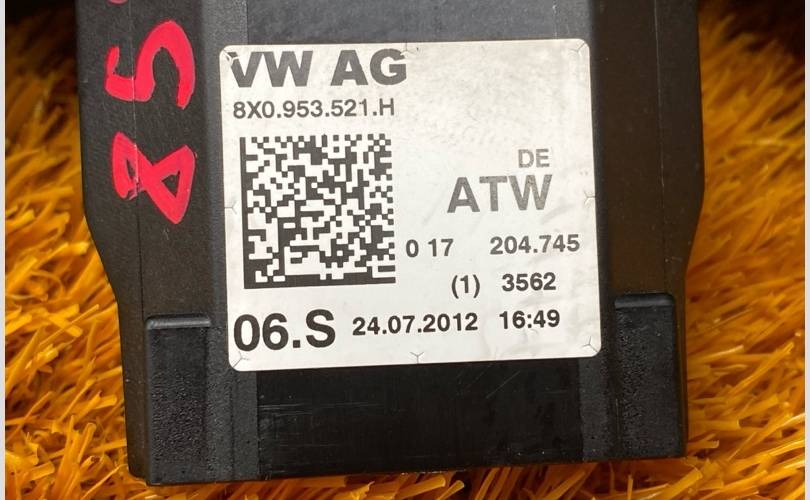 VW AG
8X0.953.521.H
DE
ATW
0 17 204.745
(1) 3562
06.S 24.07.2012 16:49
85